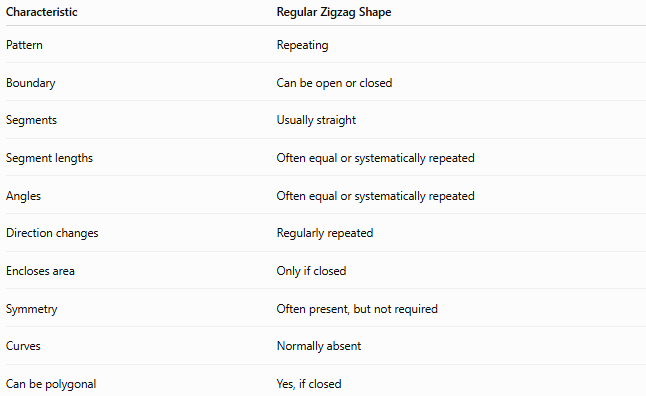 Characteristic Regular Zigzag Shape
Pattern Repeating
Boundary Can be open or closed
Segments Usually straight
Segment lengths Often equal or systematically repeated
Angles Often equal or systematically repeated
Direction changes Regularly repeated
Encloses area Only if closed
Symmetry Often present, but not required
Curves Normally absent
Can be polygonal Yes, if closed